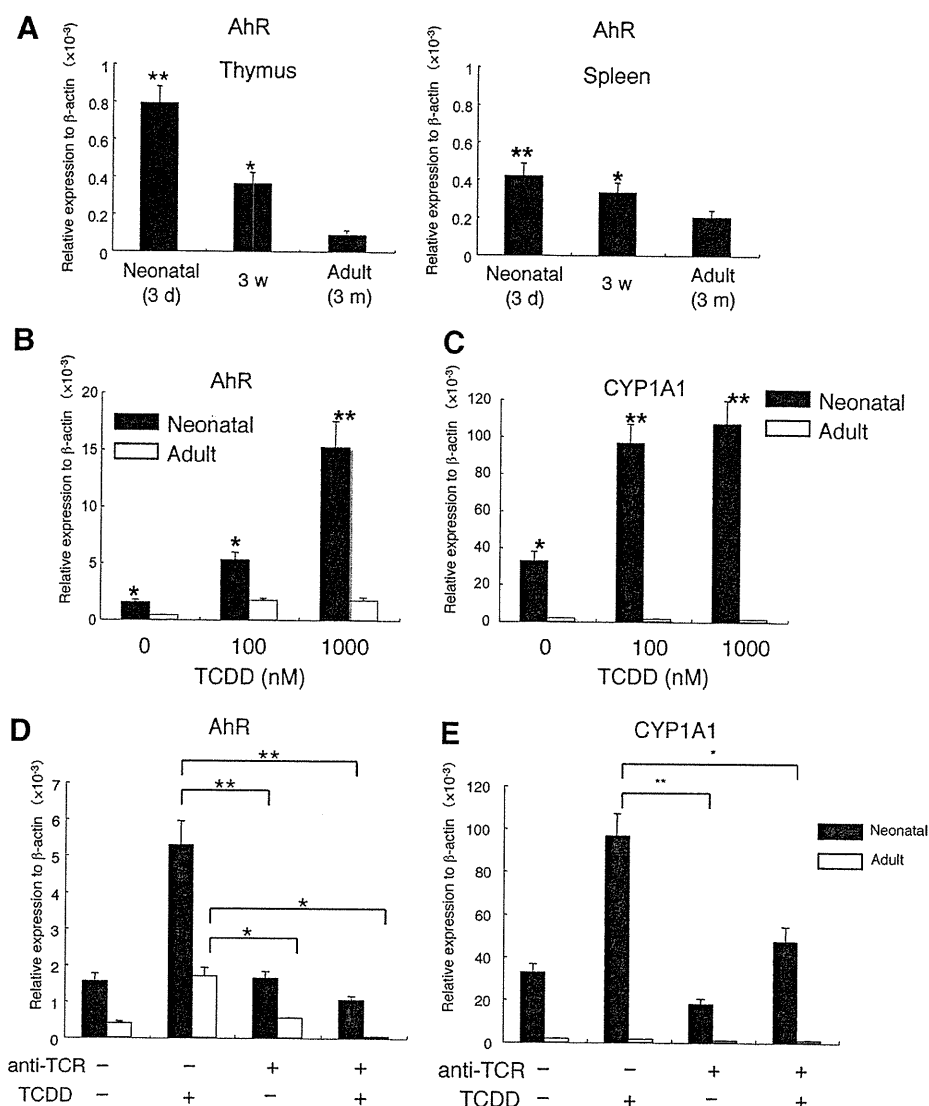 A
AhR
Thymus
Relative expression to β-actin (×10-3)
1
0.8
0.6
0.4
0.2
0
**
*
Neonatal
(3 d)
3 w
Adult
(3 m)
AhR
Spleen
Relative expression to β-actin (×10-3)
1
0.8
0.6
0.4
0.2
0
**
*
Neonatal
(3 d)
3 w
Adult
(3 m)
B
AhR
Relative expression to β-actin (×10-3)
20
15
10
5
0
Neonatal
Adult
*
*
**
0 100 1000
TCDD (nM)
C
CYP1A1
Relative expression to β-actin (×10-3)
120
100
80
60
40
20
0
*
**
**
Neonatal
Adult
0 100 1000
TCDD (nM)
D
AhR
Relative expression to β-actin (×10-3)
7
6
5
4
3
2
1
0
**
**
*
*
anti-TCR − − + +
TCDD − + − +
E
CYP1A1
Relative expression to β-actin (×10-3)
120
100
80
60
40
20
0
*
**
Neonatal
Adult
anti-TCR − − + +
TCDD − + − +